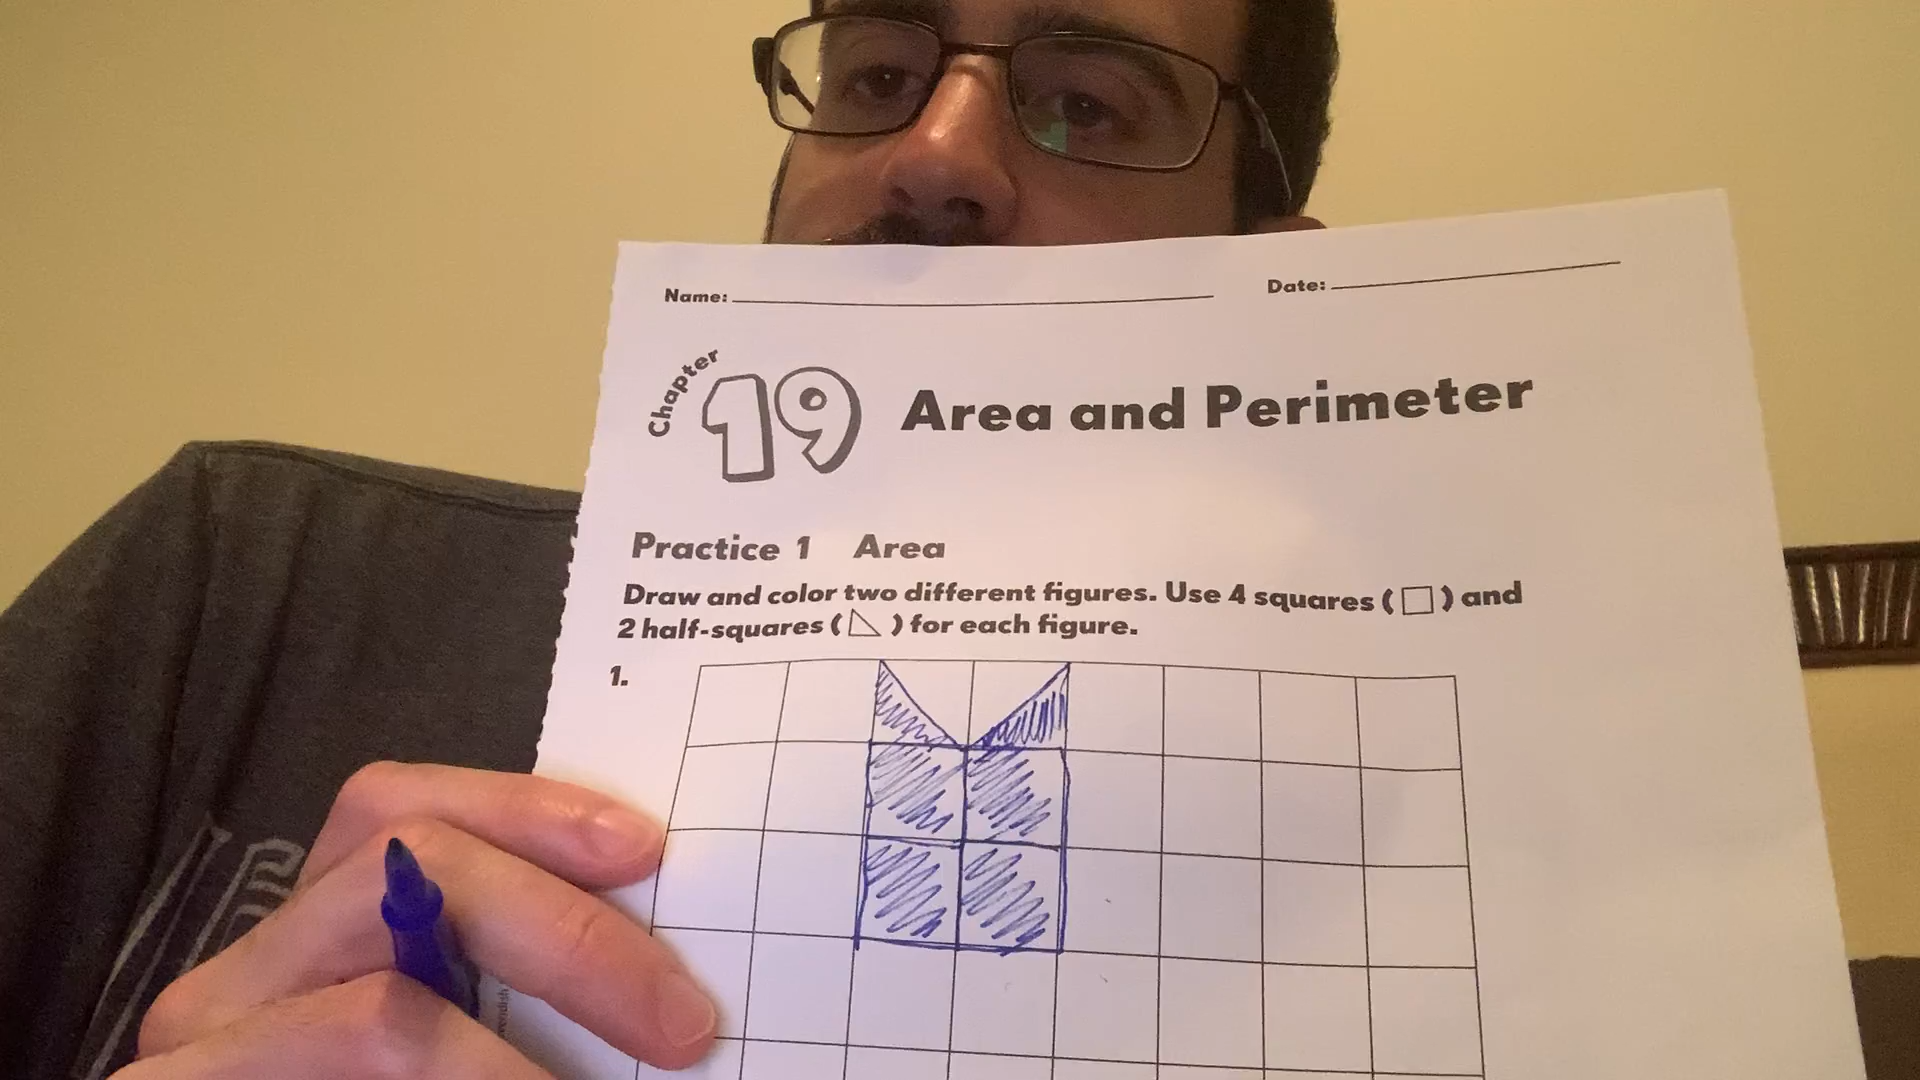 Name:
Date:
Chapter
19
Area and Perimeter
Practice 1 Area
Draw and color two different figures. Use 4 squares (□) and
2 half-squares (◺) for each figure.
1.